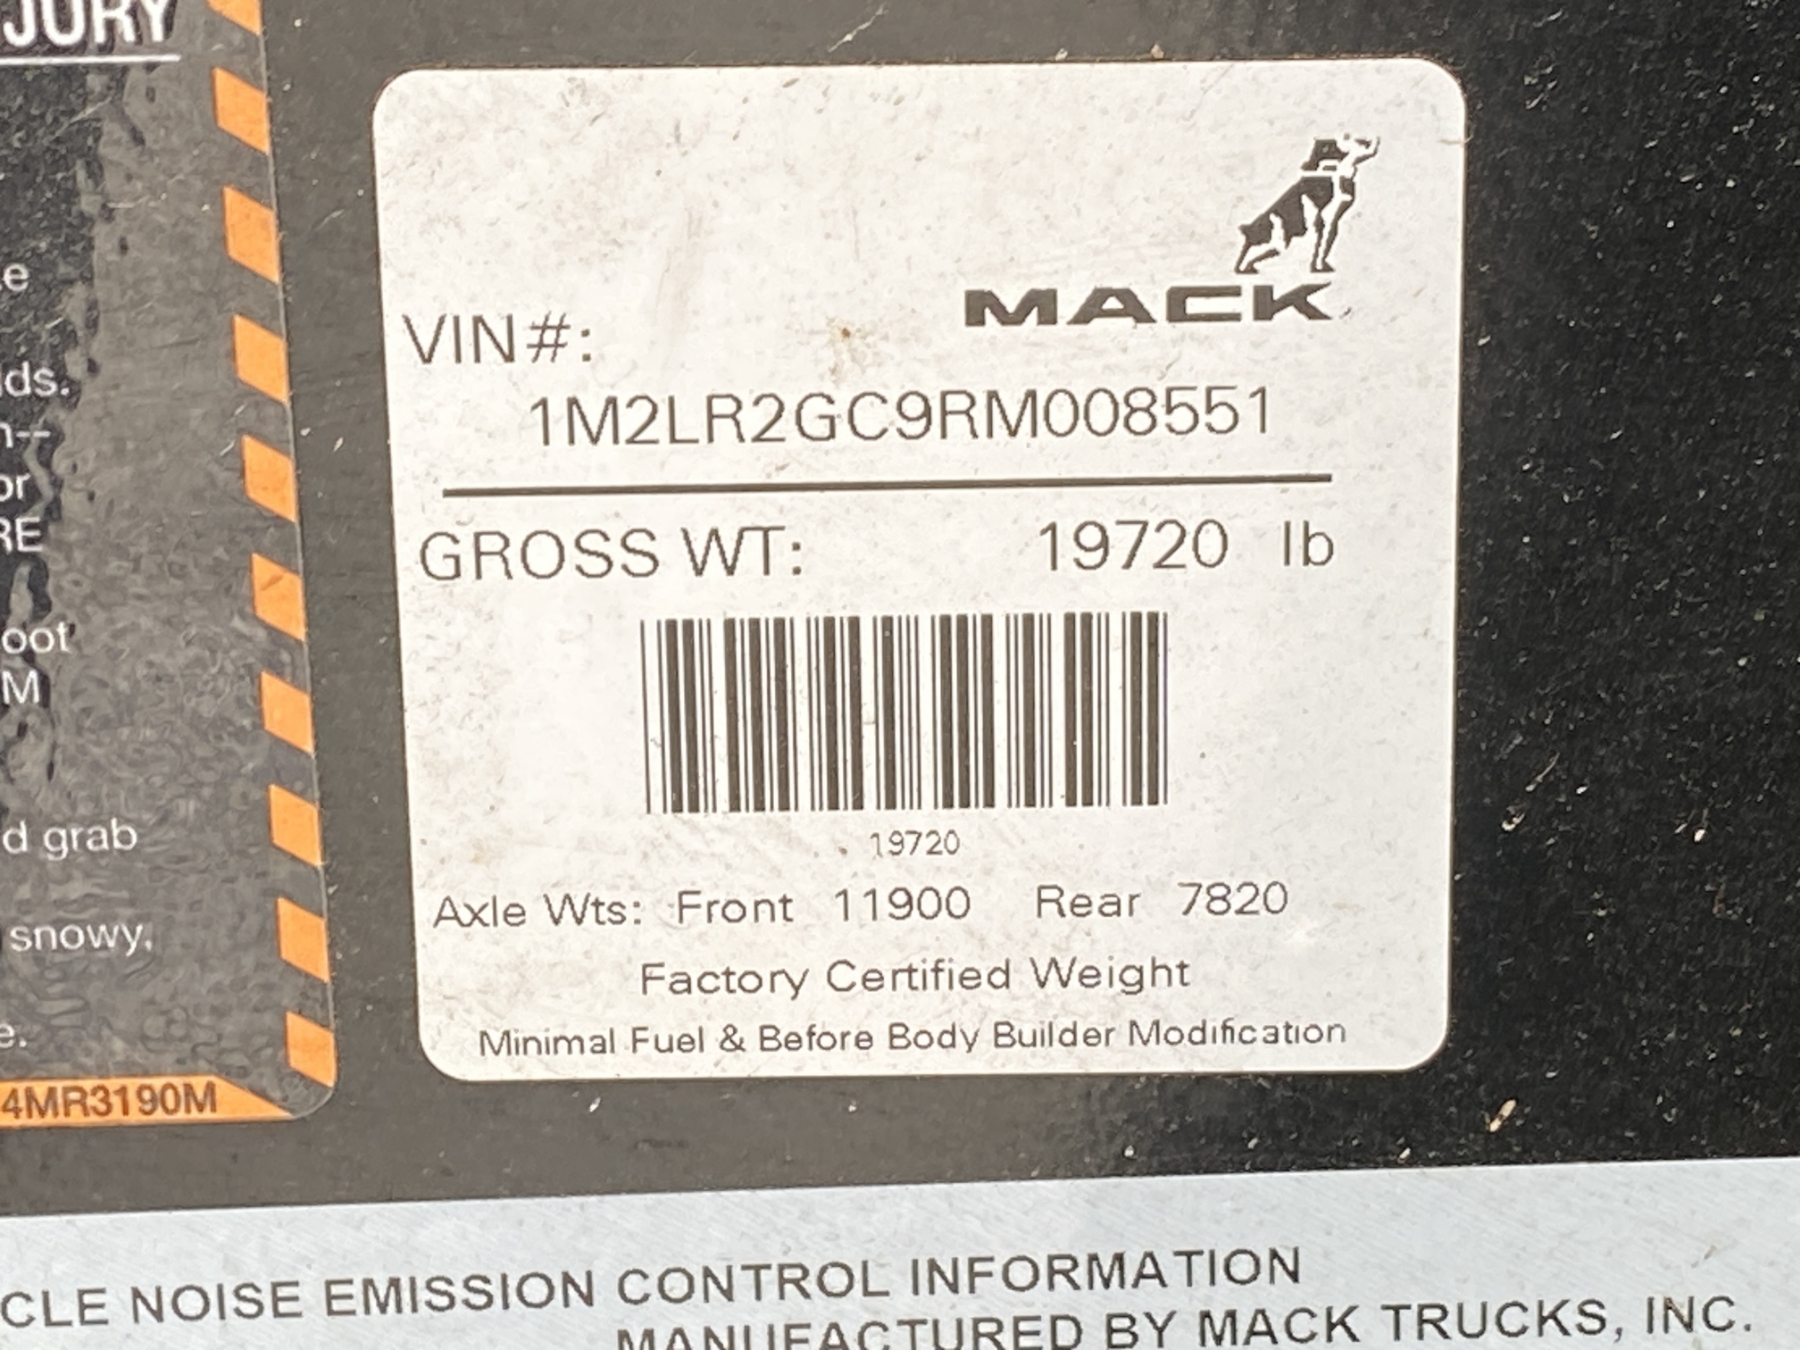 JURY
e
lds.
n--
or
RE
oot
M
d grab
snowy,
e.
4MR3190M
MACK
VIN#:
1M2LR2GC9RM008551
GROSS WT: 19720 lb
19720
Axle Wts: Front 11900 Rear 7820
Factory Certified Weight
Minimal Fuel & Before Body Builder Modification
CLE NOISE EMISSION CONTROL INFORMATION
MANUFACTURED BY MACK TRUCKS, INC.